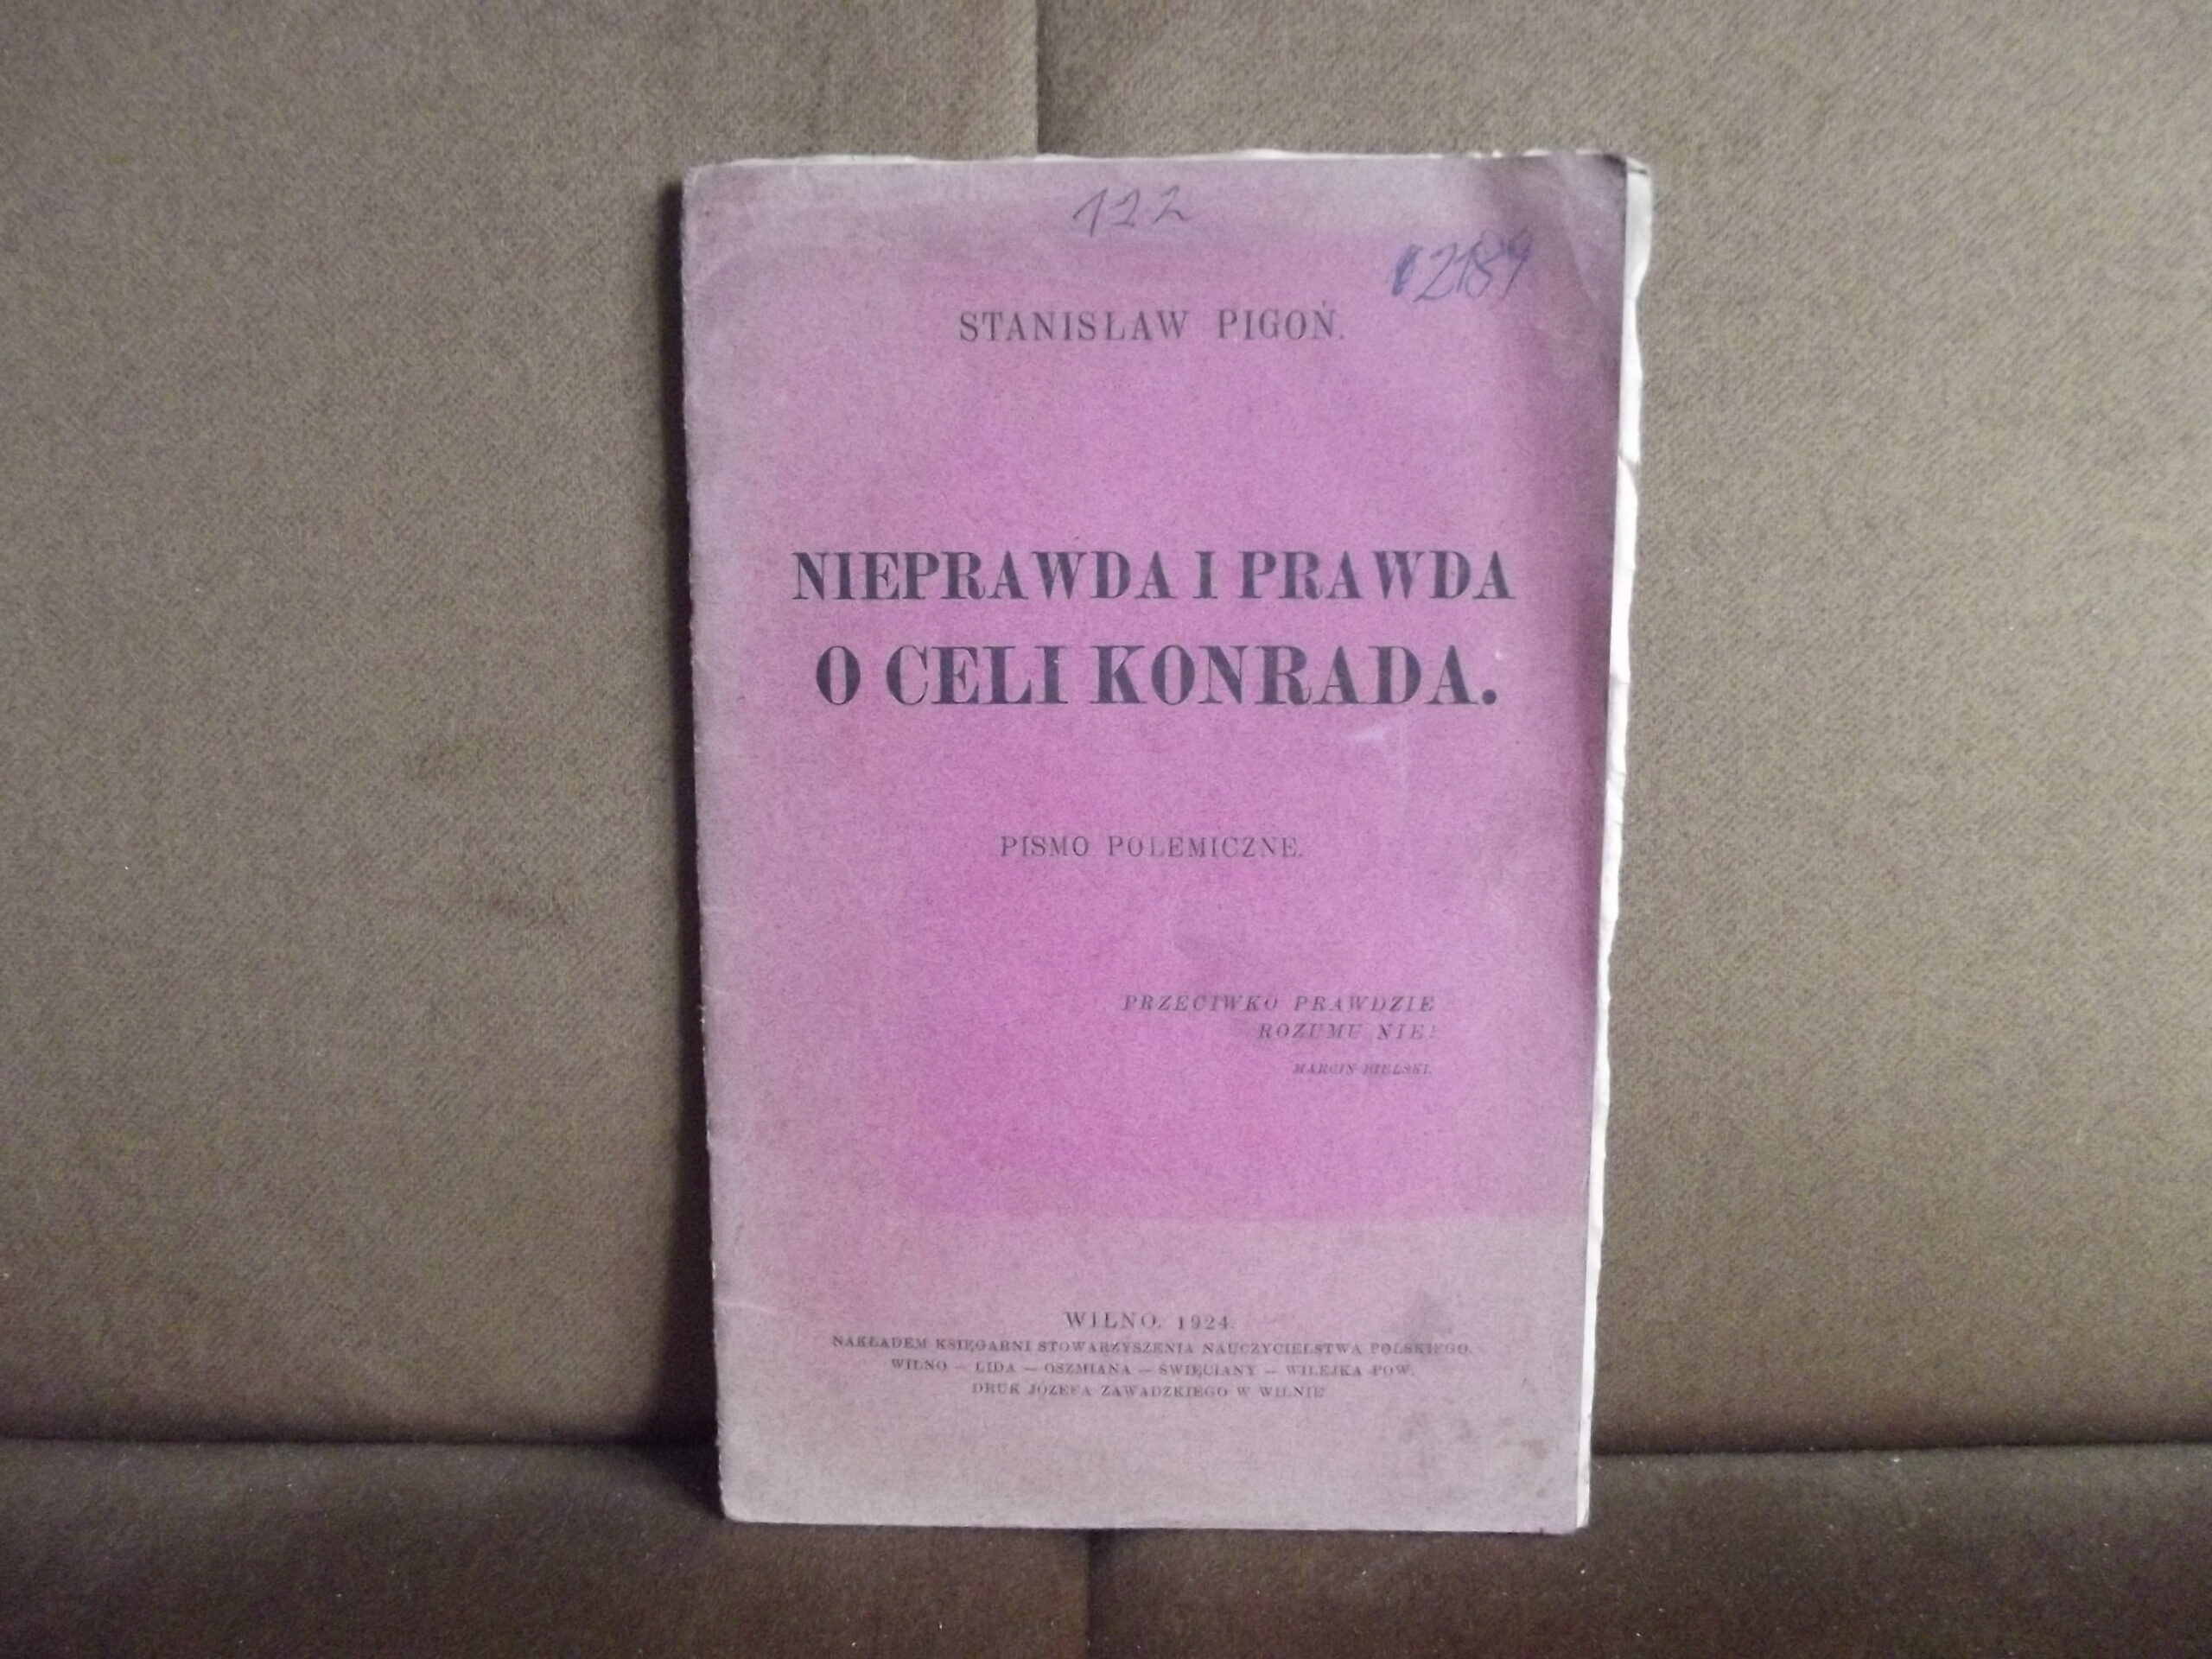 122
2189
STANISŁAW PIGOŃ.
NIEPRAWDA I PRAWDA
O CELI KONRADA.
PISMO POLEMICZNE.
PRZECIWKO PRAWDZIE
ROZUMU NIE!
MARCIN BIELSKI.
WILNO. 1924.
NAKŁADEM KSIĘGARNI STOWARZYSZENIA NAUCZYCIELSTWA POLSKIEGO.
WILNO — LIDA — OSZMIANA — ŚWIĘCIANY — WILEJKA POW.
DRUK JÓZEFA ZAWADZKIEGO W WILNIE